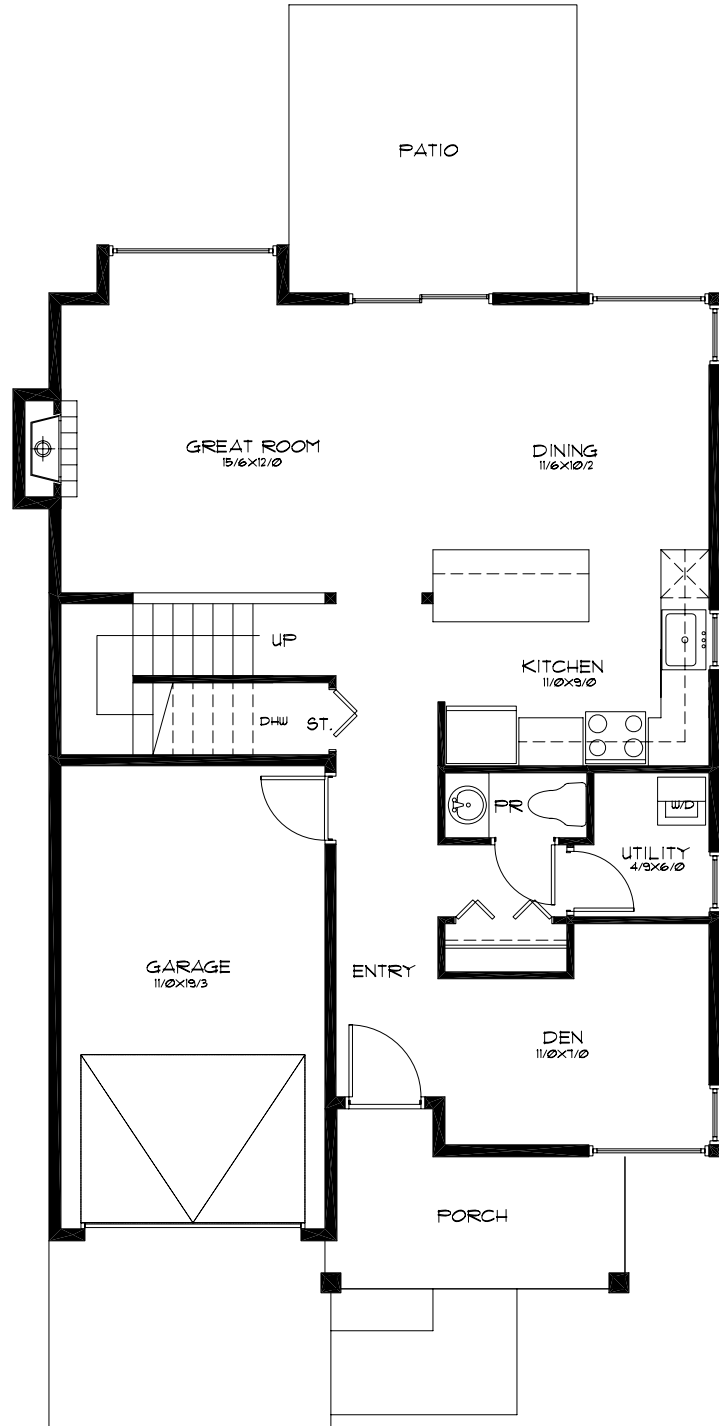 PATIO
GREAT ROOM
15/6X12/0
DINING
11/6X10/2
UP
KITCHEN
11/0X9/0
DHW
ST.
PR
W/D
UTILITY
4/9X6/0
GARAGE
11/0X19/3
ENTRY
DEN
11/0X7/0
PORCH